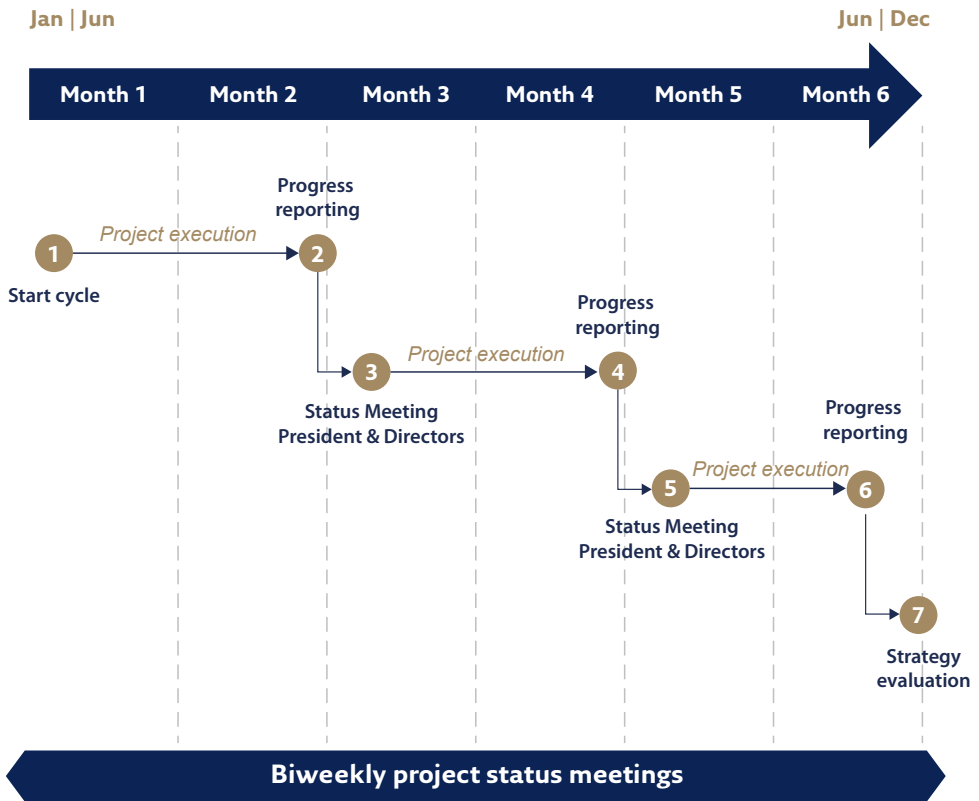 Jan | Jun
Jun | Dec
Month 1
Month 2
Month 3
Month 4
Month 5
Month 6
Progress
reporting
Project execution
1
2
Start cycle
Progress
reporting
Project execution
3
4
Status Meeting
President & Directors
Progress
reporting
Project execution
5
6
Status Meeting
President & Directors
7
Strategy
evaluation
Biweekly project status meetings